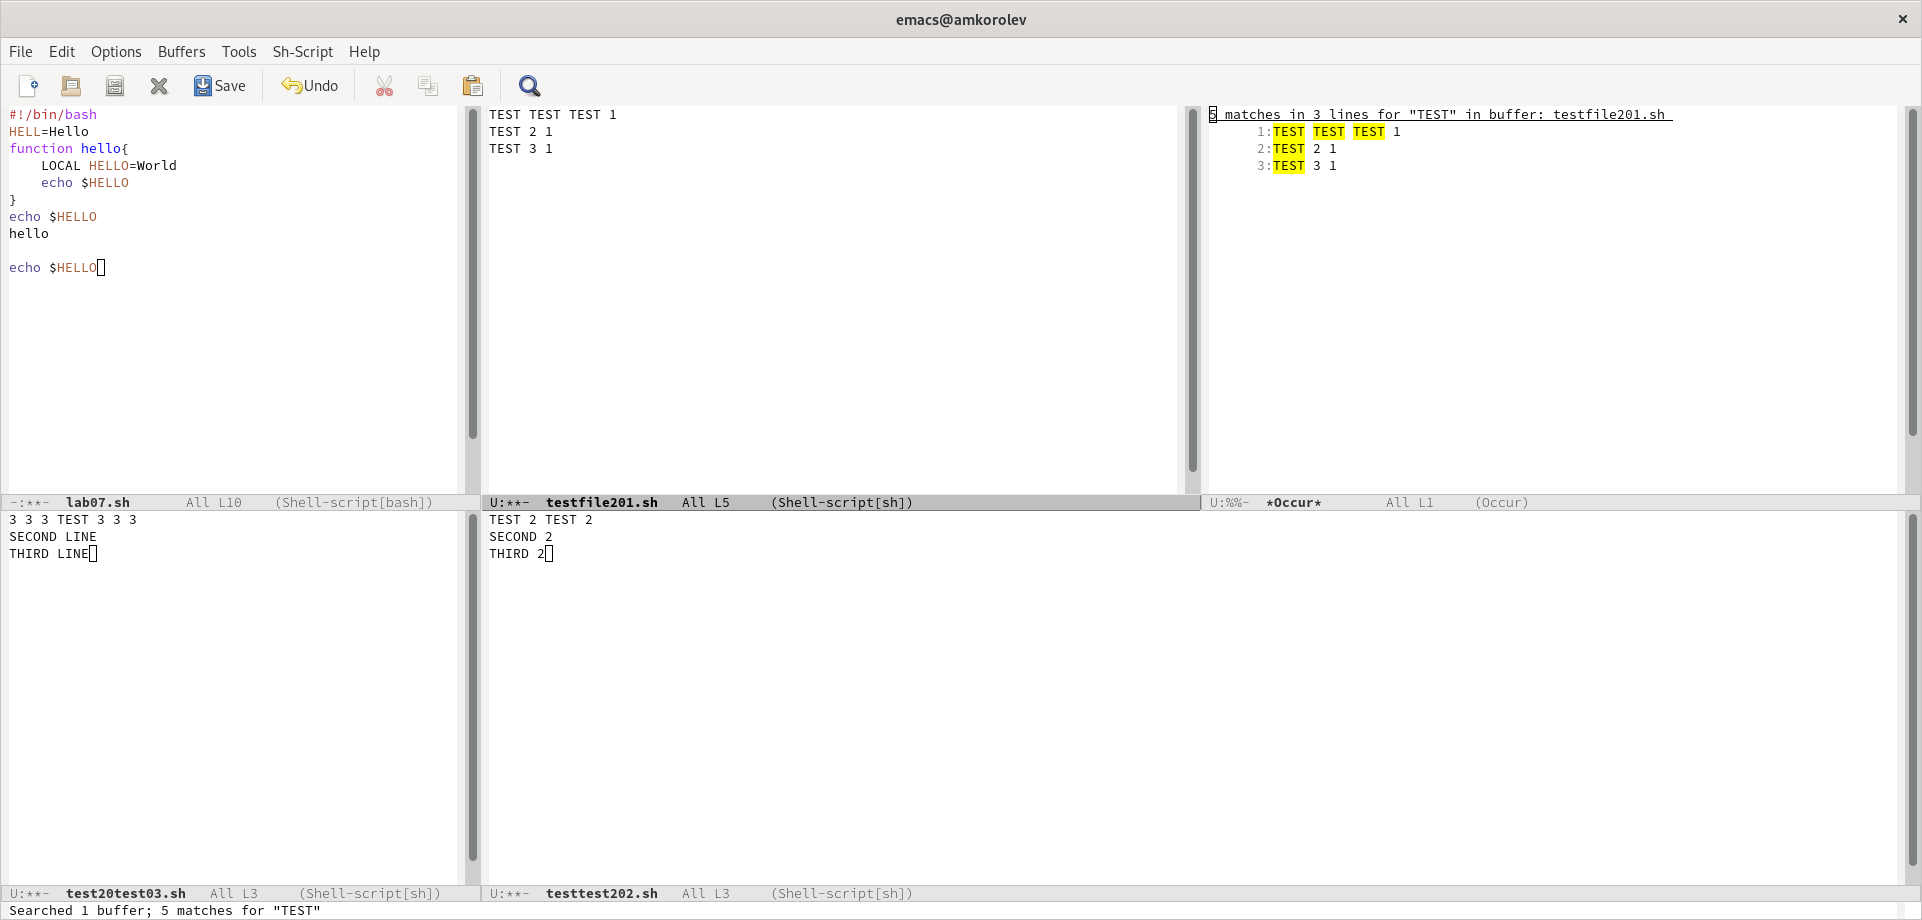 emacs@amkorolev
File Edit Options Buffers Tools Sh-Script Help
Save Undo
#!/bin/bash
HELL=Hello
function hello{
    LOCAL HELLO=World
    echo $HELLO
}
echo $HELLO
hello
echo $HELLO
-:**-  lab07.sh       All L10    (Shell-script[bash])
TEST TEST TEST 1
TEST 2 1
TEST 3 1
U:**-  testfile201.sh   All L5     (Shell-script[sh])
5 matches in 3 lines for "TEST" in buffer: testfile201.sh
      1:TEST TEST TEST 1
      2:TEST 2 1
      3:TEST 3 1
U:%%-  *Occur*        All L1     (Occur)
3 3 3 TEST 3 3 3
SECOND LINE
THIRD LINE
U:**-  test20test03.sh   All L3     (Shell-script[sh])
TEST 2 TEST 2
SECOND 2
THIRD 2
U:**-  testtest202.sh   All L3     (Shell-script[sh])
Searched 1 buffer; 5 matches for "TEST"